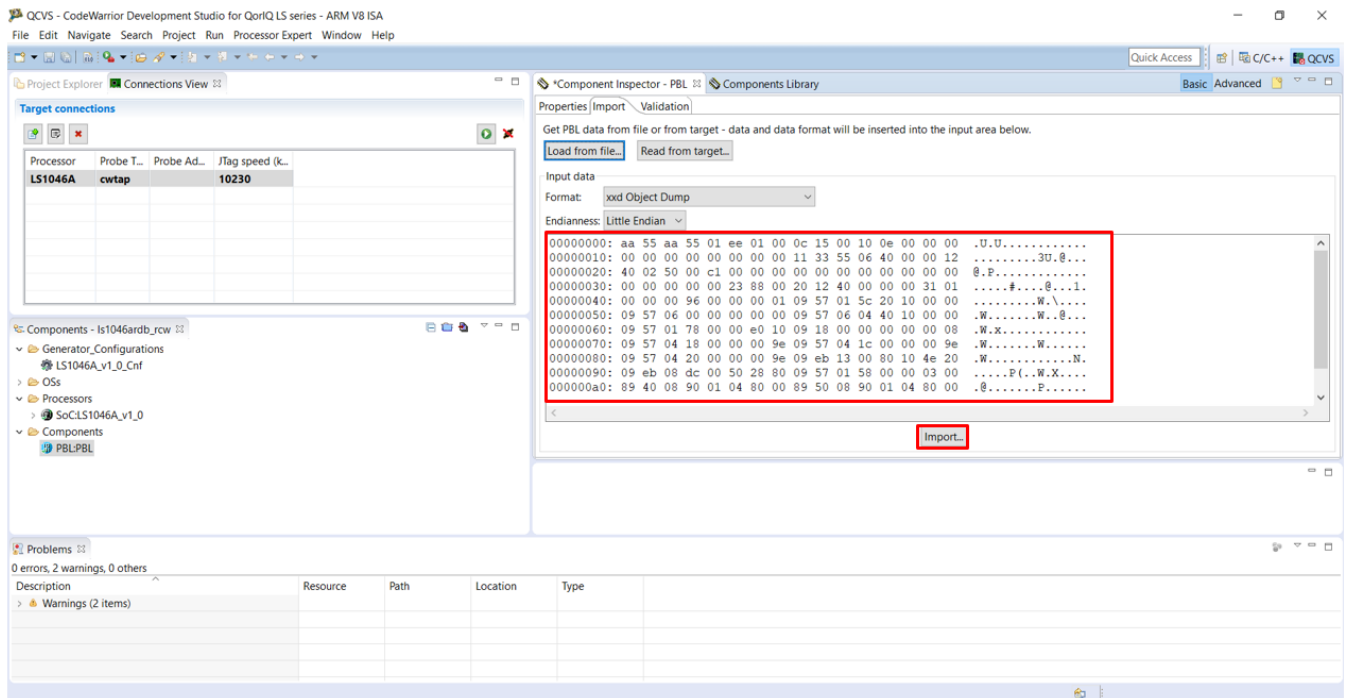 QCVS - CodeWarrior Development Studio for QorIQ LS series - ARM V8 ISA
File Edit Navigate Search Project Run Processor Expert Window Help
Quick Access C/C++ QCVS
Project Explorer Connections View
Target connections
Processor Probe T... Probe Ad... JTag speed (k...
LS1046A cwtap 10230
*Component Inspector - PBL Components Library Basic Advanced
Properties Import Validation
Get PBL data from file or from target - data and data format will be inserted into the input area below.
Load from file... Read from target...
Input data
Format: xxd Object Dump
Endianness: Little Endian
00000000: aa 55 aa 55 01 ee 01 00 0c 15 00 10 0e 00 00 00 .U.U............
00000010: 00 00 00 00 00 00 00 00 11 33 55 06 40 00 00 12 .........3U.@...
00000020: 40 02 50 00 c1 00 00 00 00 00 00 00 00 00 00 00 @.P.............
00000030: 00 00 00 00 00 23 88 00 20 12 40 00 00 00 31 01 .....#....@...1.
00000040: 00 00 00 96 00 00 00 01 09 57 01 5c 20 10 00 00 .........W.\....
00000050: 09 57 06 00 00 00 00 00 09 57 06 04 40 10 00 00 .W.......W..@...
00000060: 09 57 01 78 00 00 e0 10 09 18 00 00 00 00 00 08 .W.x............
00000070: 09 57 04 18 00 00 00 9e 09 57 04 1c 00 00 00 9e .W.......W......
00000080: 09 57 04 20 00 00 00 9e 09 eb 13 00 80 10 4e 20 .W............N.
00000090: 09 eb 08 dc 00 50 28 80 09 57 01 58 00 00 03 00 .....P(..W.X....
000000a0: 89 40 08 90 01 04 80 00 89 50 08 90 01 04 80 00 .@.......P......
Import...
Components - ls1046ardb_rcw
Generator_Configurations
LS1046A_v1_0_Cnf
OSs
Processors
SoC:LS1046A_v1_0
Components
PBL:PBL
Problems
0 errors, 2 warnings, 0 others
Description Resource Path Location Type
Warnings (2 items)